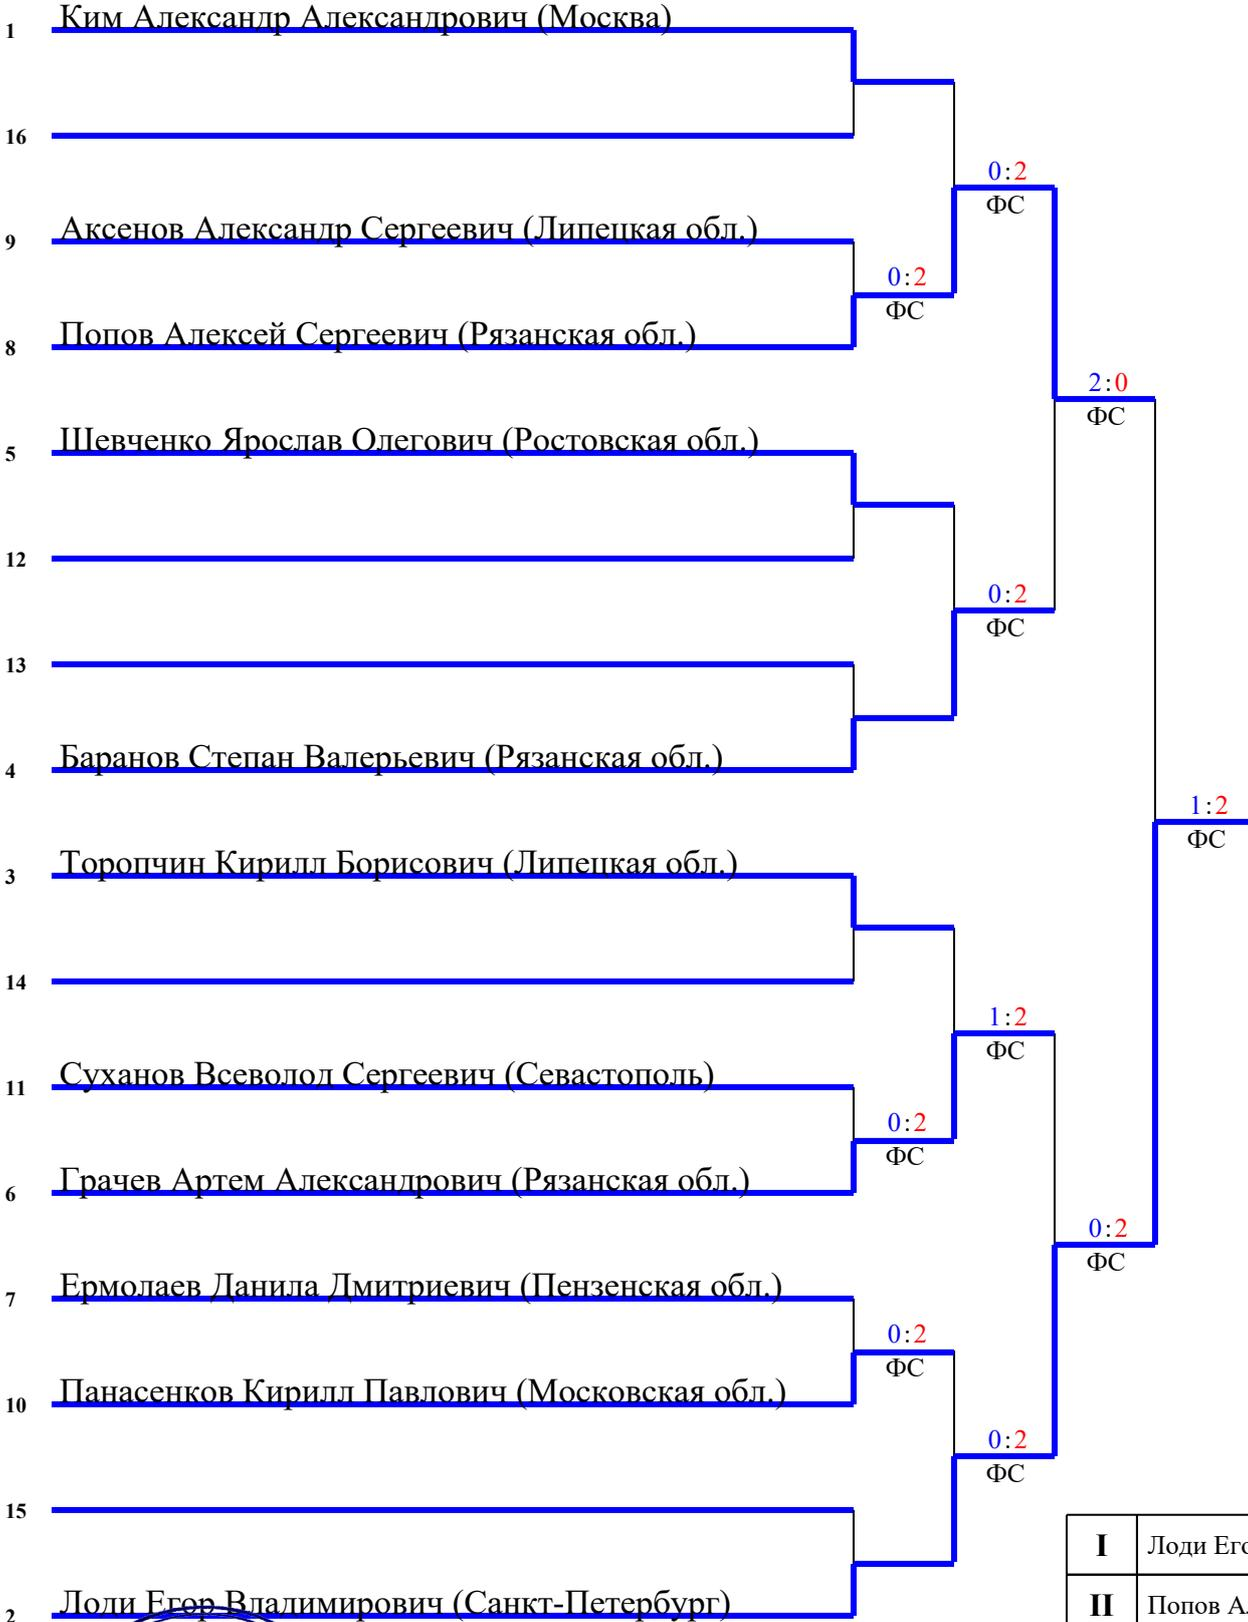 1 Ким Александр Александрович (Москва)
16
0:2
ФС
9 Аксенов Александр Сергеевич (Липецкая обл.)
0:2
ФС
8 Попов Алексей Сергеевич (Рязанская обл.)
2:0
ФС
5 Шевченко Ярослав Олегович (Ростовская обл.)
12
0:2
ФС
13
4 Баранов Степан Валерьевич (Рязанская обл.)
1:2
ФС
3 Торопчин Кирилл Борисович (Липецкая обл.)
14
1:2
ФС
11 Суханов Всеволод Сергеевич (Севастополь)
0:2
ФС
6 Грачев Артем Александрович (Рязанская обл.)
0:2
ФС
7 Ермолаев Данила Дмитриевич (Пензенская обл.)
0:2
ФС
10 Панасенков Кирилл Павлович (Московская обл.)
0:2
ФС
15
I Лоди Его
2 Лоди Егор Владимирович (Санкт-Петербург)
II Попов А